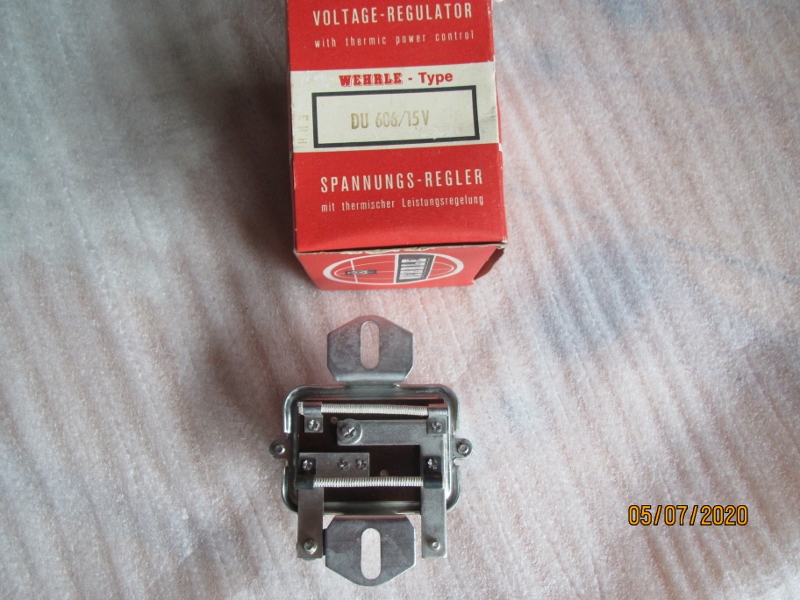 VOLTAGE-REGULATOR
with thermic power control
WEHRLE - Type
DU 606/15V
SPANNUNGS-REGLER
mit thermischer Leistungsregelung
05/07/2020